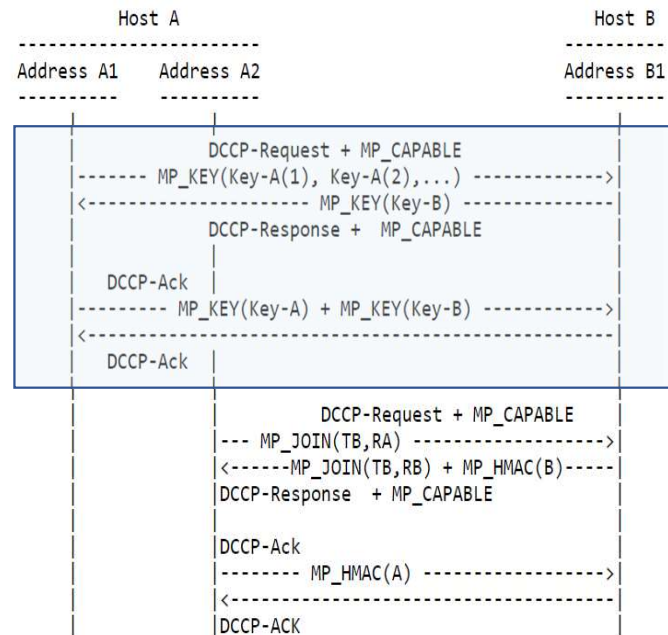 Host A Host B
------------------------ ----------
Address A1 Address A2 Address B1
---------- ---------- ----------
DCCP-Request + MP_CAPABLE
------- MP_KEY(Key-A(1), Key-A(2),...) ------------->
<---------------------- MP_KEY(Key-B) ---------------
DCCP-Response + MP_CAPABLE
DCCP-Ack
--------- MP_KEY(Key-A) + MP_KEY(Key-B) ------------>
<----------------------------------------------------
DCCP-Ack
DCCP-Request + MP_CAPABLE
--- MP_JOIN(TB,RA) ------------------->
<------MP_JOIN(TB,RB) + MP_HMAC(B)-----
DCCP-Response + MP_CAPABLE
DCCP-Ack
-------- MP_HMAC(A) ------------------>
<--------------------------------------
DCCP-ACK